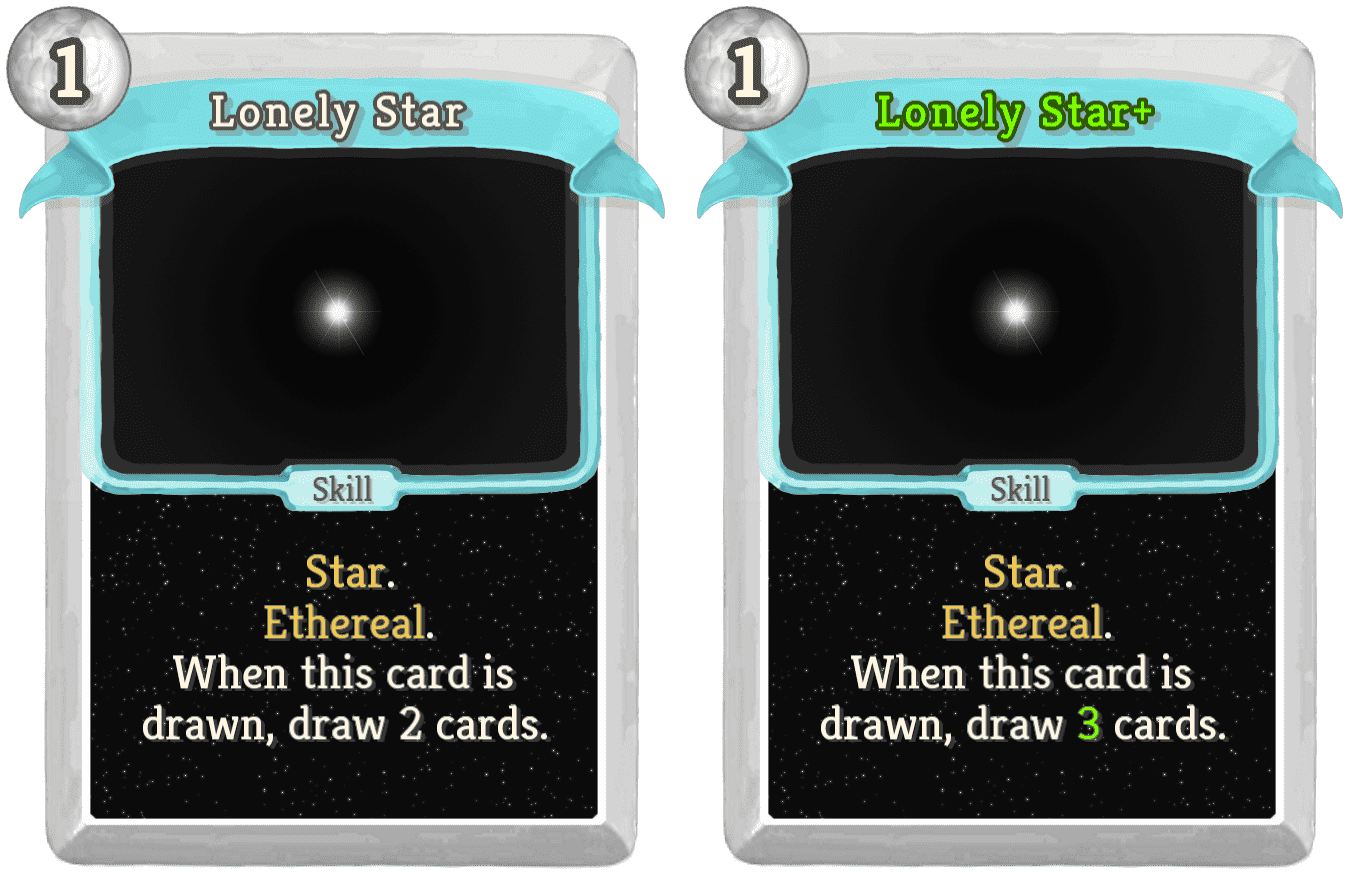 1
Lonely Star
Skill
Star.
Ethereal.
When this card is
drawn, draw 2 cards.
1
Lonely Star+
Skill
Star.
Ethereal.
When this card is
drawn, draw 3 cards.